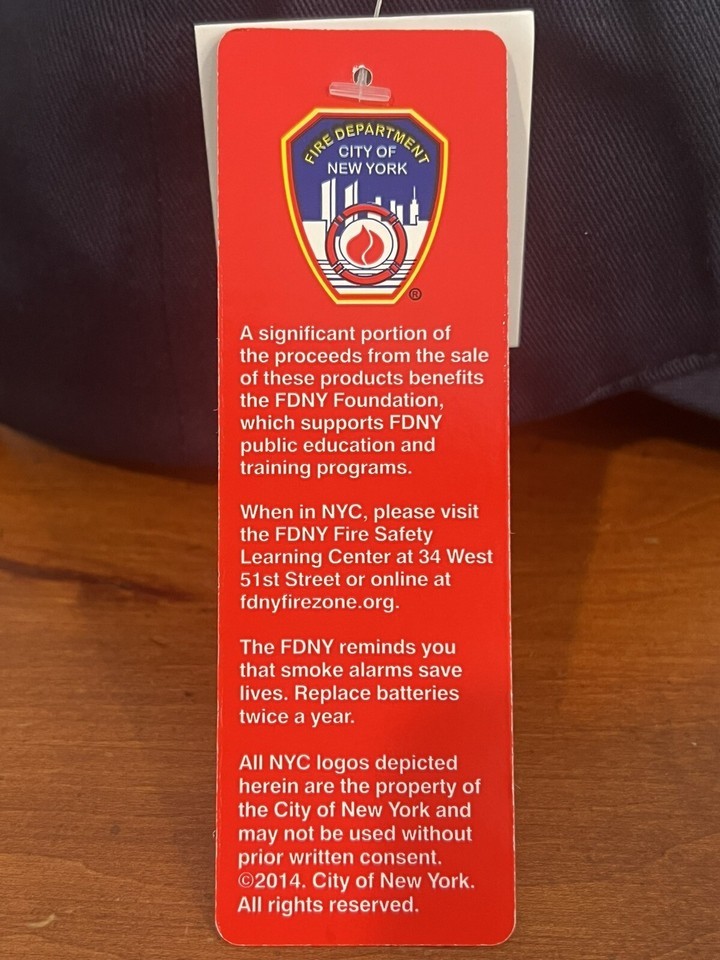 FIRE DEPARTMENT
CITY OF
NEW YORK
®
A significant portion of
the proceeds from the sale
of these products benefits
the FDNY Foundation,
which supports FDNY
public education and
training programs.
When in NYC, please visit
the FDNY Fire Safety
Learning Center at 34 West
51st Street or online at
fdnyfirezone.org.
The FDNY reminds you
that smoke alarms save
lives. Replace batteries
twice a year.
All NYC logos depicted
herein are the property of
the City of New York and
may not be used without
prior written consent.
©2014. City of New York.
All rights reserved.